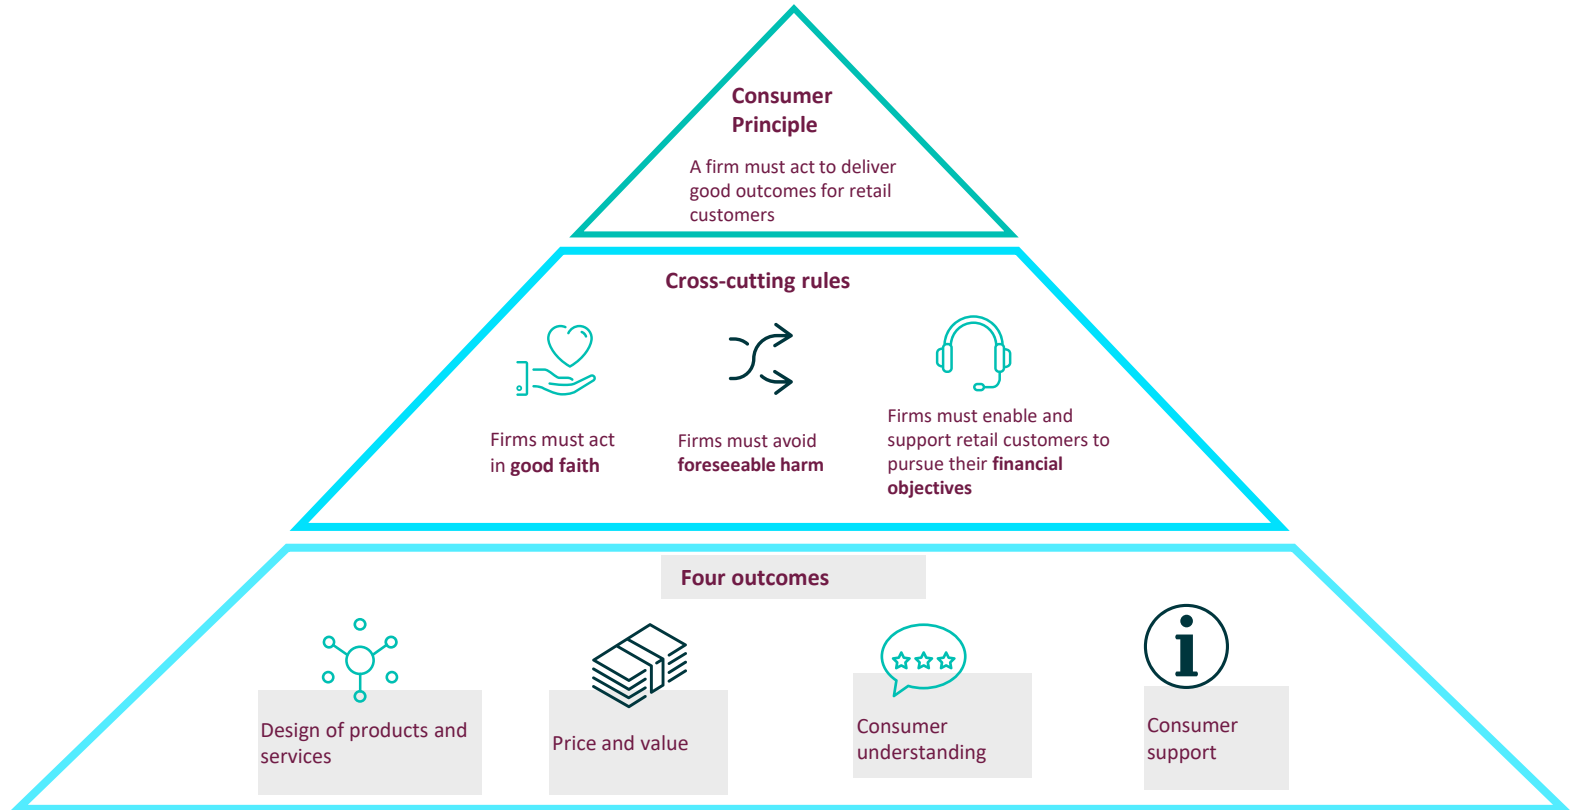 Consumer
Principle
A firm must act to deliver
good outcomes for retail
customers
Cross-cutting rules
Firms must act
in good faith
Firms must avoid
foreseeable harm
Firms must enable and
support retail customers to
pursue their financial
objectives
Four outcomes
Design of products and
services
Price and value
Consumer
understanding
Consumer
support